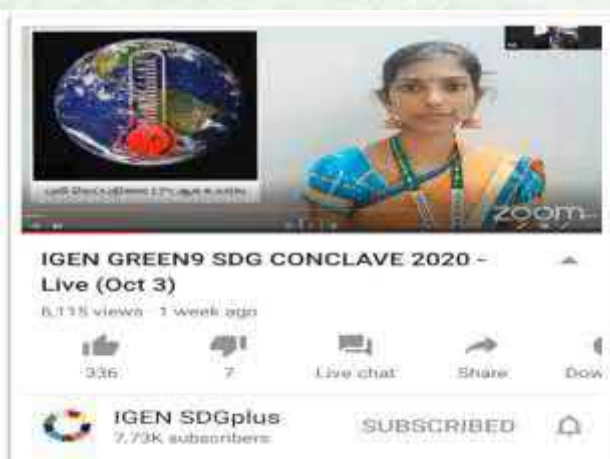 zoom
IGEN GREEN9 SDG CONCLAVE 2020 -
Live (Oct 3)
6,115 views 1 week ago
336
7
Live chat
Share
Dow
IGEN SDGplus
7.73K subscribers
SUBSCRIBED